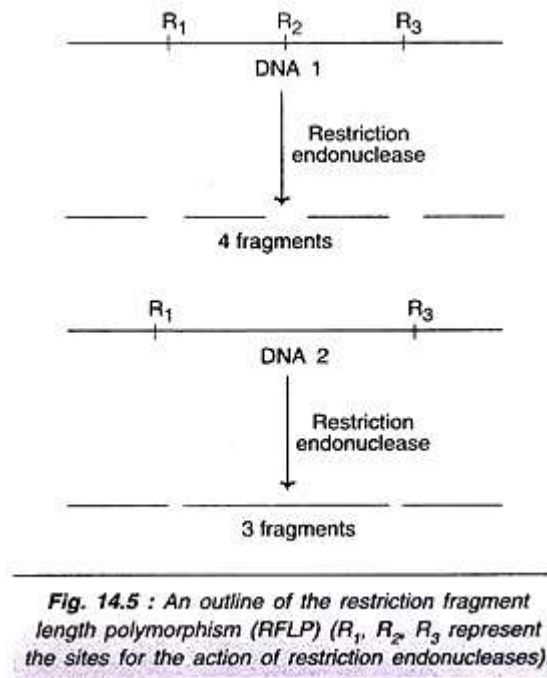 R₁ R₂ R₃
DNA 1
Restriction
endonuclease
4 fragments
R₁ R₃
DNA 2
Restriction
endonuclease
3 fragments
Fig. 14.5 : An outline of the restriction fragment
length polymorphism (RFLP) (R₁, R₂, R₃ represent
the sites for the action of restriction endonucleases)